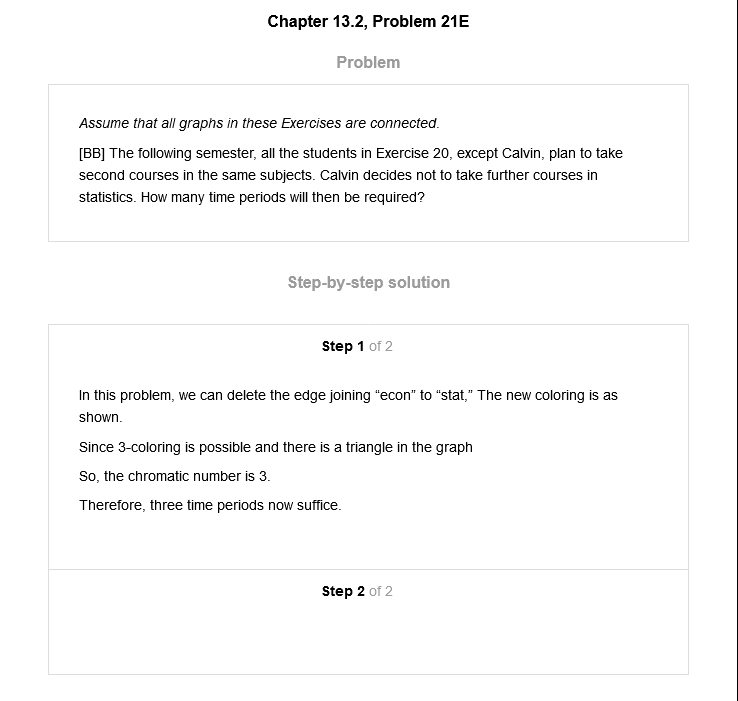 Chapter 13.2, Problem 21E
Problem
Assume that all graphs in these Exercises are connected.
[BB] The following semester, all the students in Exercise 20, except Calvin, plan to take
second courses in the same subjects. Calvin decides not to take further courses in
statistics. How many time periods will then be required?
Step-by-step solution
Step 1 of 2
In this problem, we can delete the edge joining “econ” to “stat,” The new coloring is as
shown.
Since 3-coloring is possible and there is a triangle in the graph
So, the chromatic number is 3.
Therefore, three time periods now suffice.
Step 2 of 2